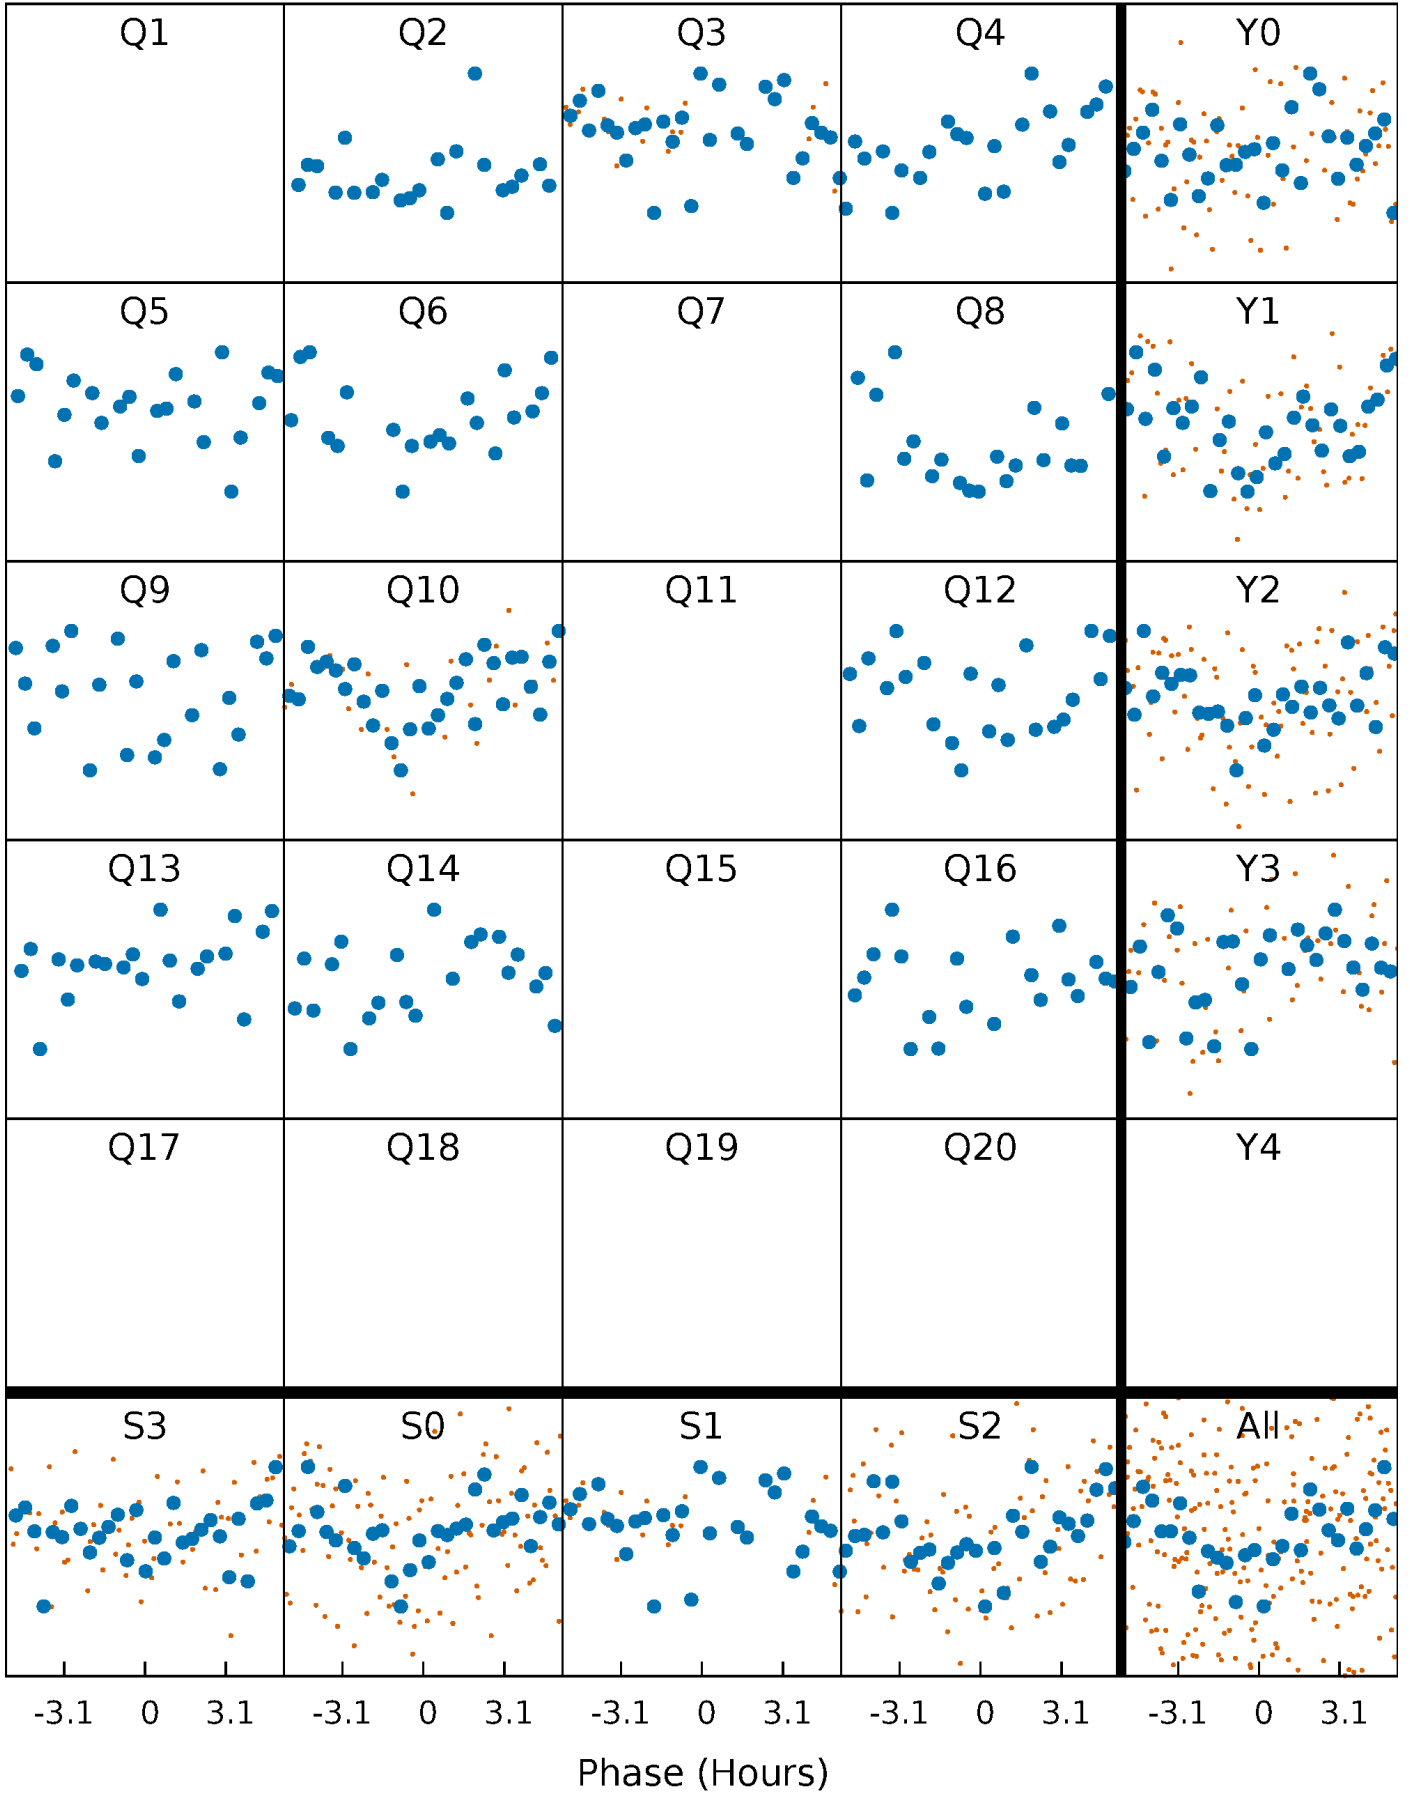 Q1 Q2 Q3 Q4 Y0
Q5 Q6 Q7 Q8 Y1
Q9 Q10 Q11 Q12 Y2
Q13 Q14 Q15 Q16 Y3
Q17 Q18 Q19 Q20 Y4
S3 S0 S1 S2 All
-3.1 0 3.1 -3.1 0 3.1 -3.1 0 3.1 -3.1 0 3.1 -3.1 0 3.1
Phase (Hours)